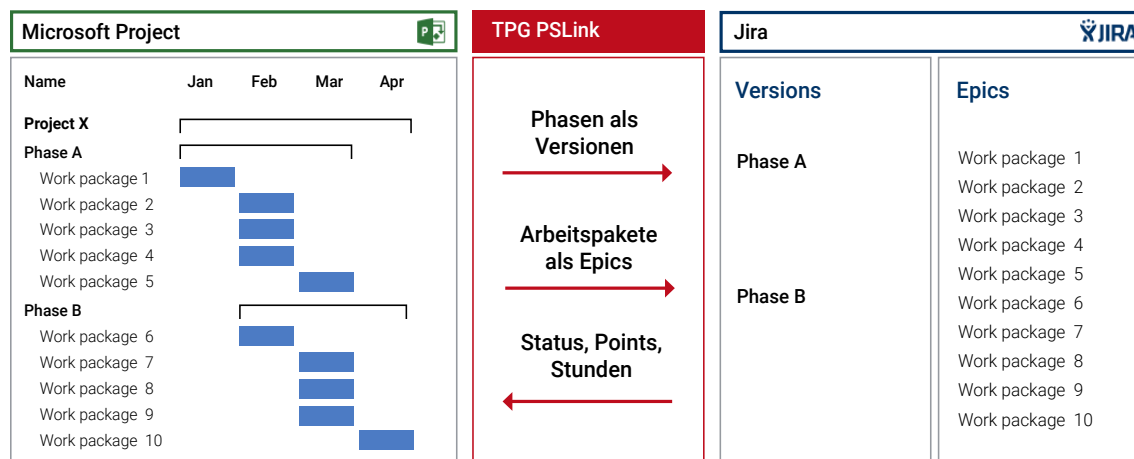 Microsoft Project
P
TPG PSLink
Jira
JIRA
Name Jan Feb Mar Apr
Project X
Phase A
Work package 1
Work package 2
Work package 3
Work package 4
Work package 5
Phase B
Work package 6
Work package 7
Work package 8
Work package 9
Work package 10
Phasen als
Versionen
Arbeitspakete
als Epics
Status, Points,
Stunden
Versions
Phase A
Phase B
Epics
Work package 1
Work package 2
Work package 3
Work package 4
Work package 5
Work package 6
Work package 7
Work package 8
Work package 9
Work package 10